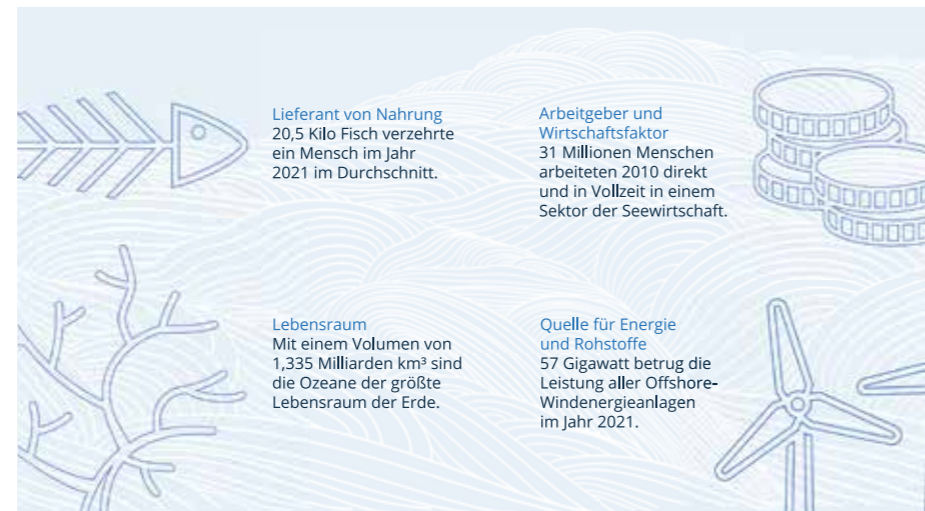 Lieferant von Nahrung
20,5 Kilo Fisch verzehrte
ein Mensch im Jahr
2021 im Durchschnitt.
Arbeitgeber und
Wirtschaftsfaktor
31 Millionen Menschen
arbeiteten 2010 direkt
und in Vollzeit in einem
Sektor der Seewirtschaft.
Lebensraum
Mit einem Volumen von
1,335 Milliarden km³ sind
die Ozeane der größte
Lebensraum der Erde.
Quelle für Energie
und Rohstoffe
57 Gigawatt betrug die
Leistung aller Offshore-
Windenergieanlagen
im Jahr 2021.